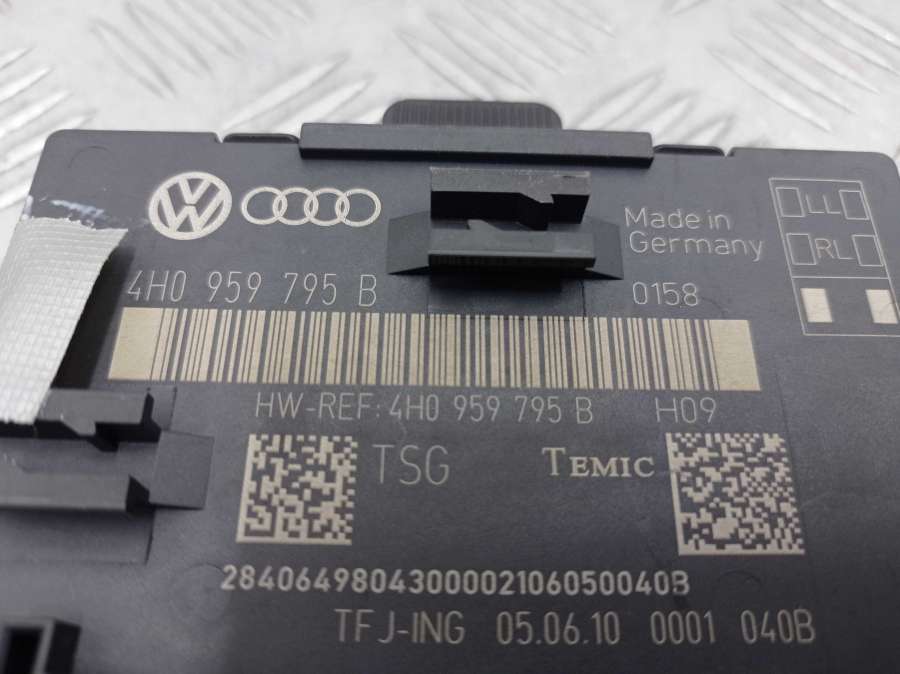 Made in
Germany
LL
RL
4H0 959 795 B
0158
HW-REF: 4H0 959 795 B H09
TSG
TEMIC
2840649804300002106050040B
TFJ-ING 05.06.10 0001 040B